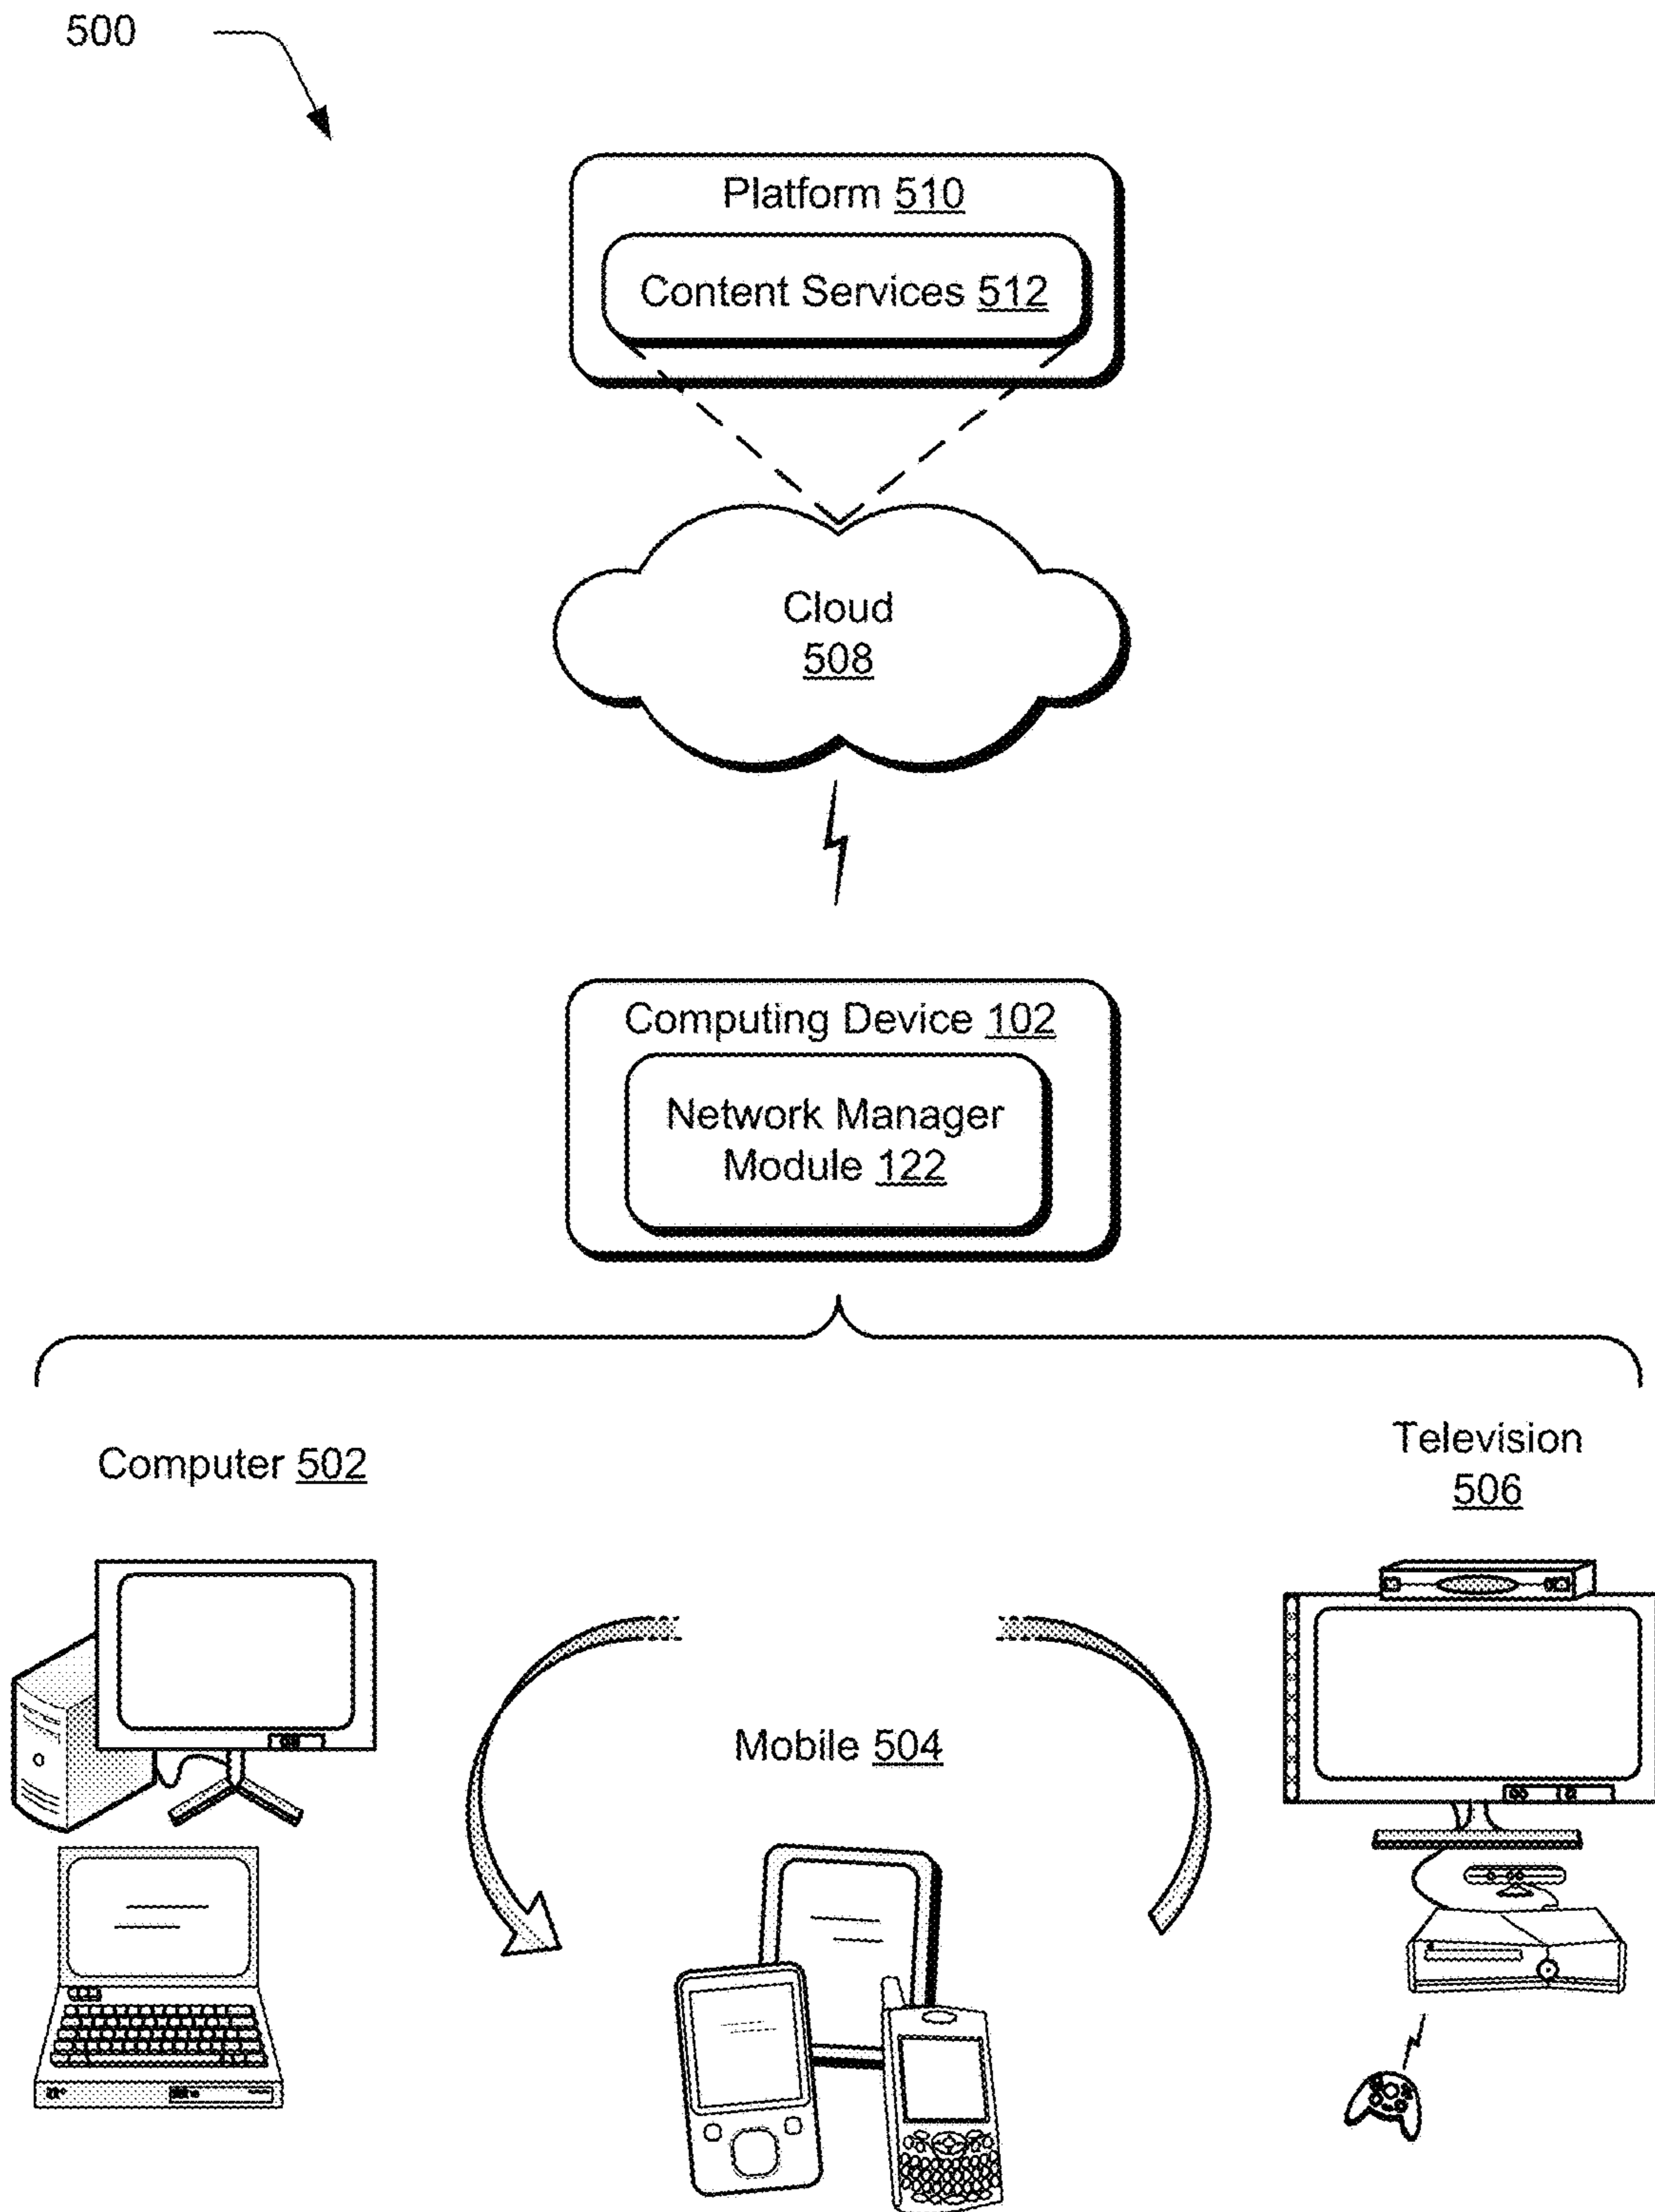 500
Platform 510
Content Services 512
Cloud
508
Computing Device 102
Network Manager
Module 122
Computer 502
Television
506
Mobile 504